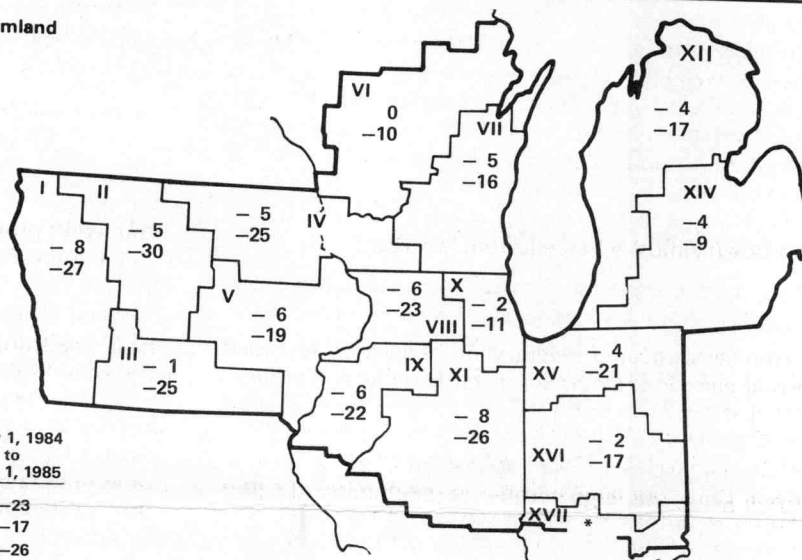 mland
XII
- 4
-17
VI
0
-10
VII
- 5
-16
XIV
-4
-9
I
II
- 5
-25
IV
- 8
-27
- 5
-30
V
- 6
-19
X
- 6
-23
- 2
-11
VIII
III
- 1
-25
IX
XI
XV
-21
- 6
-22
- 8
-26
XVI
- 2
-17
XVII
*
1, 1984
to
1, 1985
-23
-17
-26